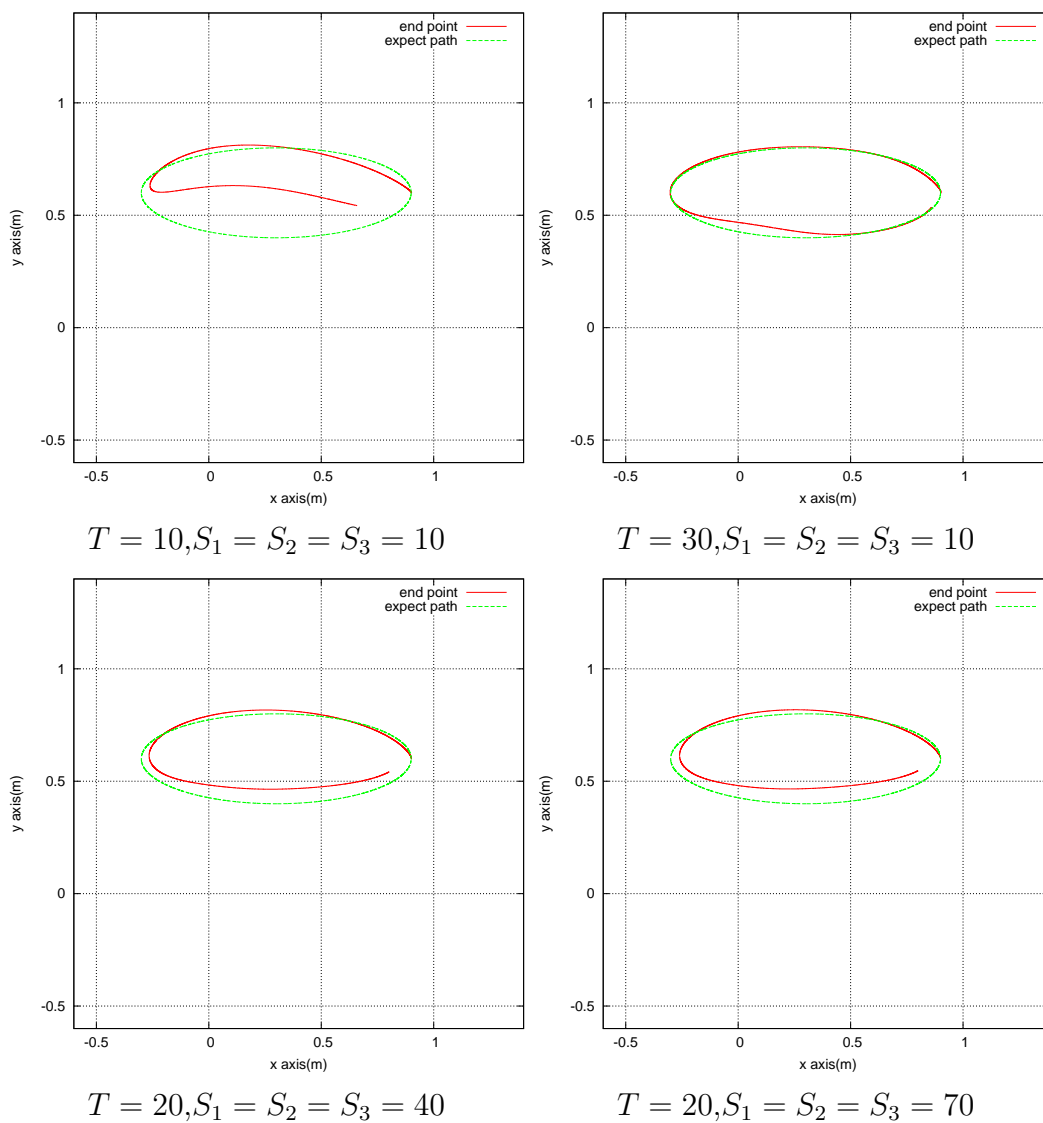 end point
expect path
1
0.5
0
-0.5
y axis(m)
-0.5 0 0.5 1
x axis(m)
T = 10,S₁ = S₂ = S₃ = 10
end point
expect path
1
0.5
0
-0.5
y axis(m)
-0.5 0 0.5 1
x axis(m)
T = 30,S₁ = S₂ = S₃ = 10
end point
expect path
1
0.5
0
-0.5
y axis(m)
-0.5 0 0.5 1
x axis(m)
T = 20,S₁ = S₂ = S₃ = 40
end point
expect path
1
0.5
0
-0.5
y axis(m)
-0.5 0 0.5 1
x axis(m)
T = 20,S₁ = S₂ = S₃ = 70